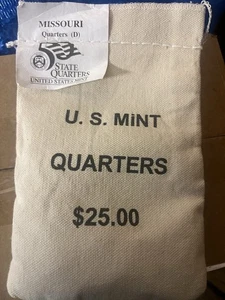 MISSOURI
Quarters (D)
50
STATE
QUARTERS
UNITED STATES MINT
U. S. MiNT
QUARTERS
$25.00